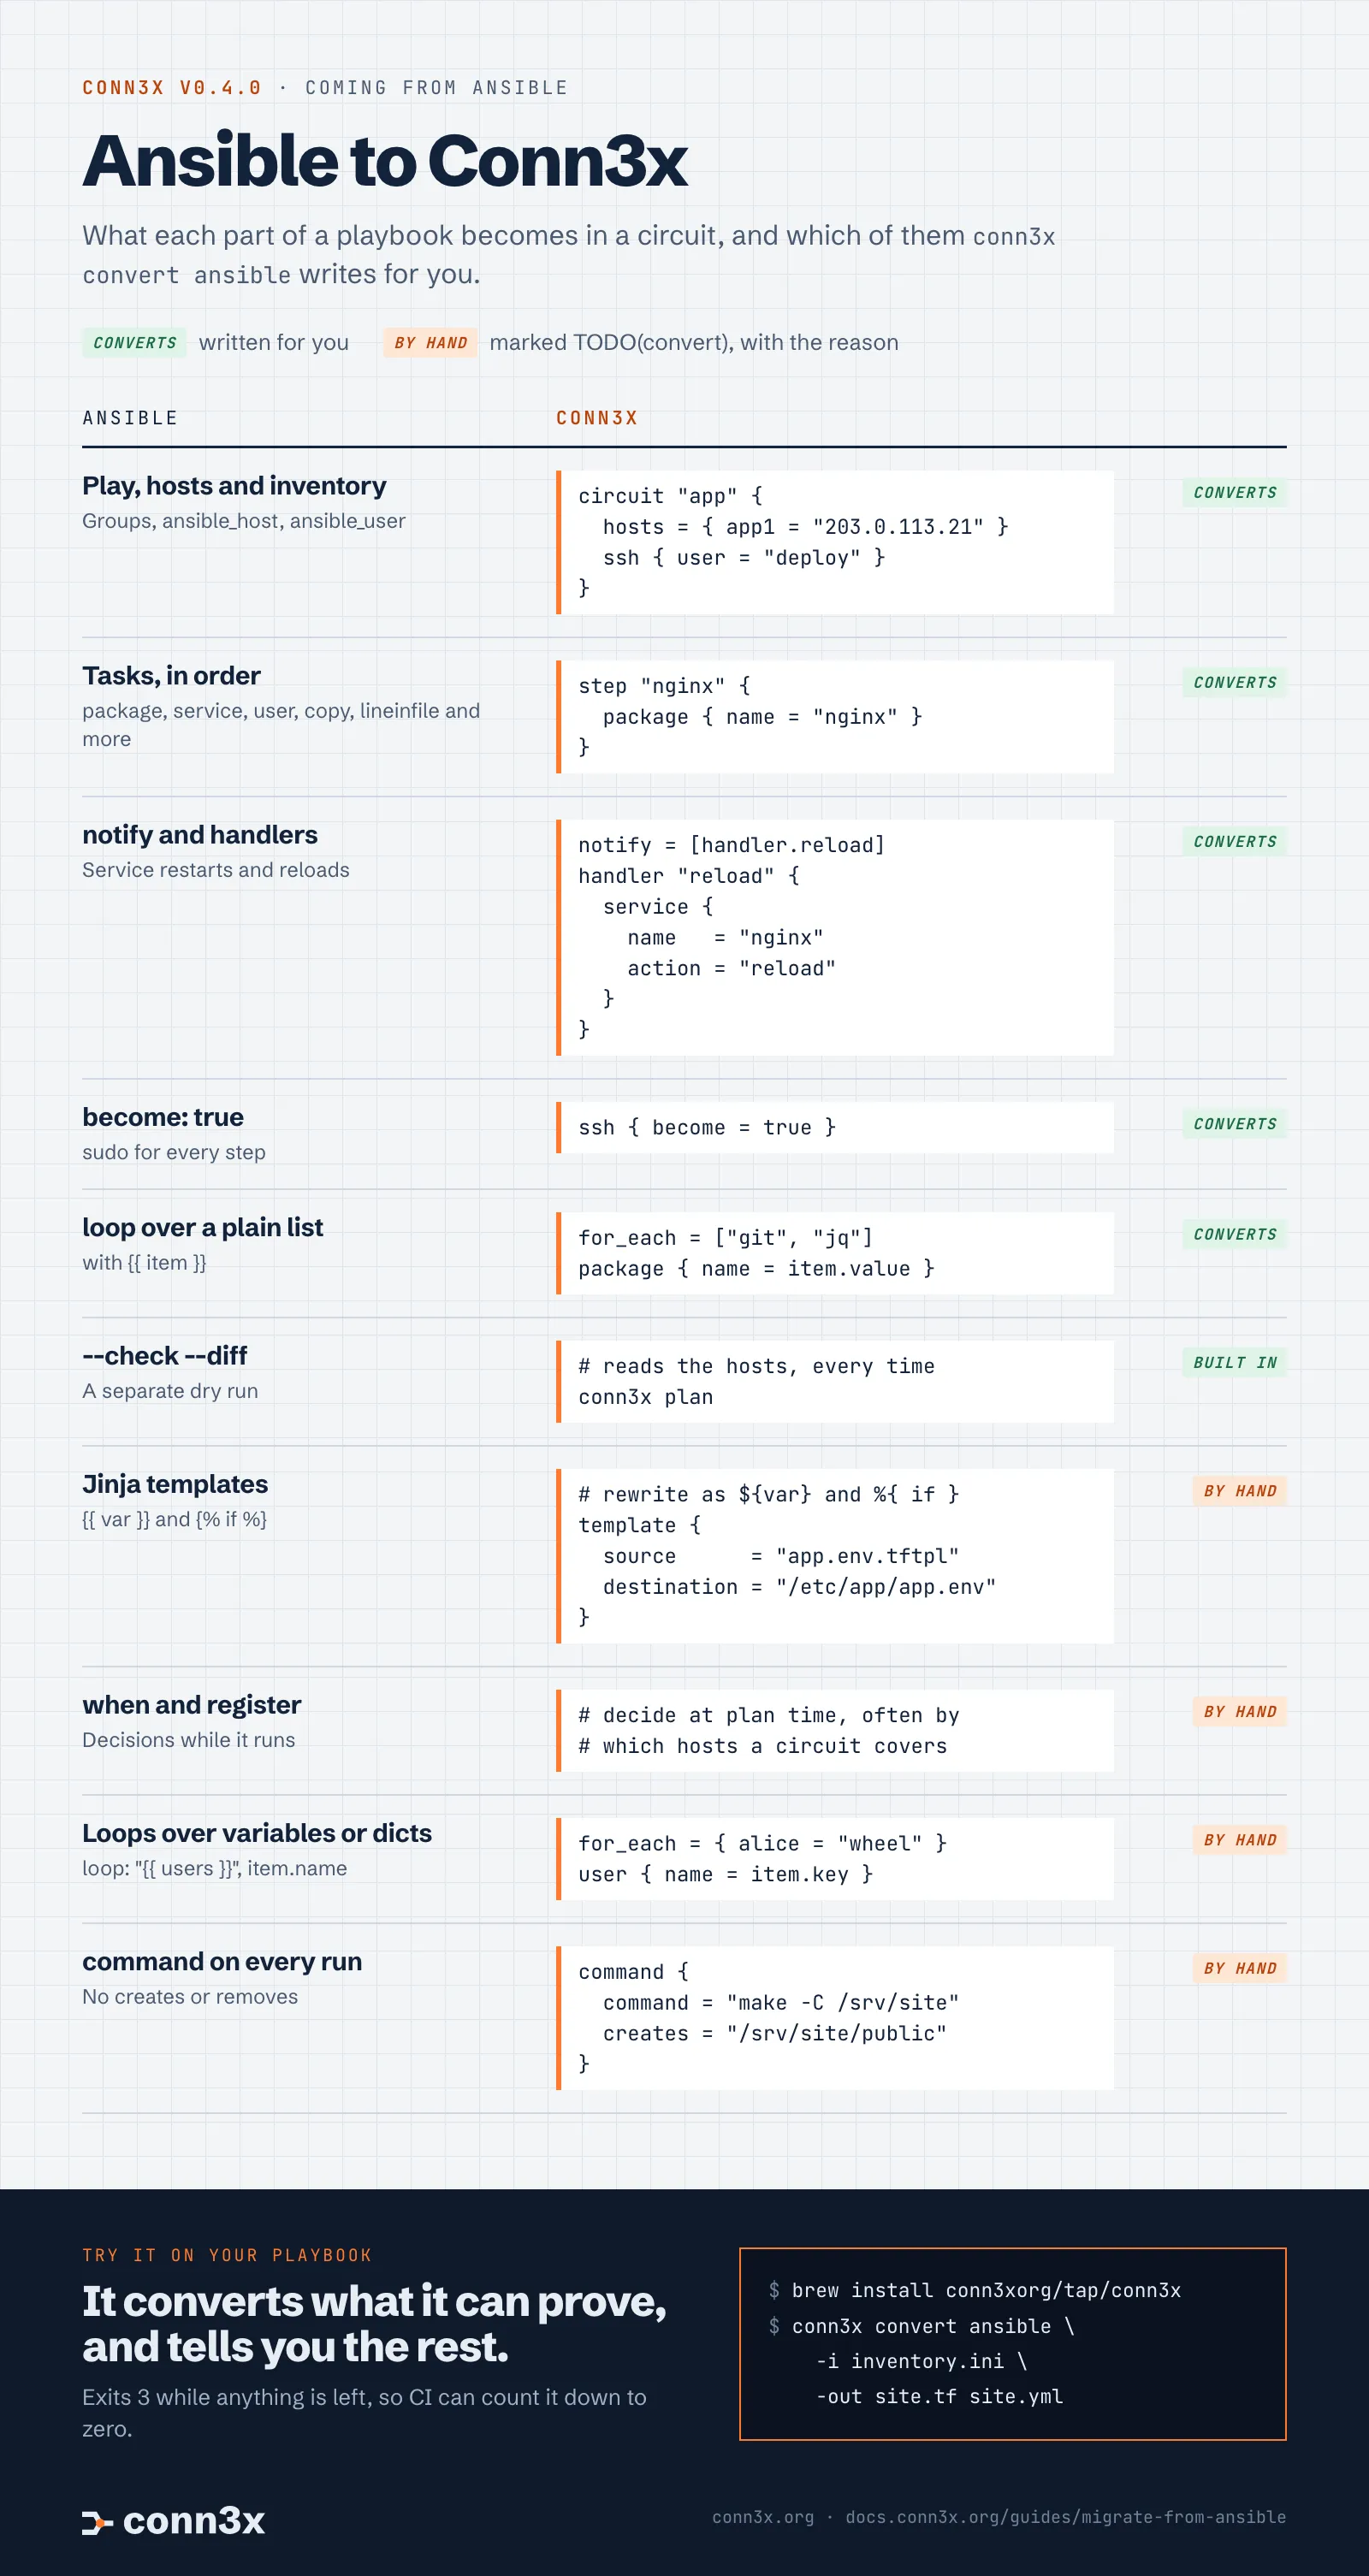 CONN3X V0.4.0 · COMING FROM ANSIBLE
Ansible to Conn3x
What each part of a playbook becomes in a circuit, and which of them conn3x
convert ansible writes for you.
CONVERTS written for you BY HAND marked TODO(convert), with the reason
ANSIBLE CONN3X
Play, hosts and inventory
Groups, ansible_host, ansible_user
circuit "app" {
  hosts = { app1 = "203.0.113.21" }
  ssh { user = "deploy" }
}
CONVERTS
Tasks, in order
package, service, user, copy, lineinfile and
more
step "nginx" {
  package { name = "nginx" }
}
CONVERTS
notify and handlers
Service restarts and reloads
notify = [handler.reload]
handler "reload" {
  service {
    name   = "nginx"
    action = "reload"
  }
}
CONVERTS
become: true
sudo for every step
ssh { become = true }
CONVERTS
loop over a plain list
with {{ item }}
for_each = ["git", "jq"]
package { name = item.value }
CONVERTS
--check --diff
A separate dry run
# reads the hosts, every time
conn3x plan
BUILT IN
Jinja templates
{{ var }} and {% if %}
# rewrite as ${var} and %{ if }
template {
  source      = "app.env.tftpl"
  destination = "/etc/app/app.env"
}
BY HAND
when and register
Decisions while it runs
# decide at plan time, often by
# which hosts a circuit covers
BY HAND
Loops over variables or dicts
loop: "{{ users }}", item.name
for_each = { alice = "wheel" }
user { name = item.key }
BY HAND
command on every run
No creates or removes
command {
  command = "make -C /srv/site"
  creates = "/srv/site/public"
}
BY HAND
TRY IT ON YOUR PLAYBOOK
It converts what it can prove,
and tells you the rest.
Exits 3 while anything is left, so CI can count it down to
zero.
$ brew install conn3xorg/tap/conn3x
$ conn3x convert ansible \
    -i inventory.ini \
    -out site.tf site.yml
conn3x
conn3x.org · docs.conn3x.org/guides/migrate-from-ansible